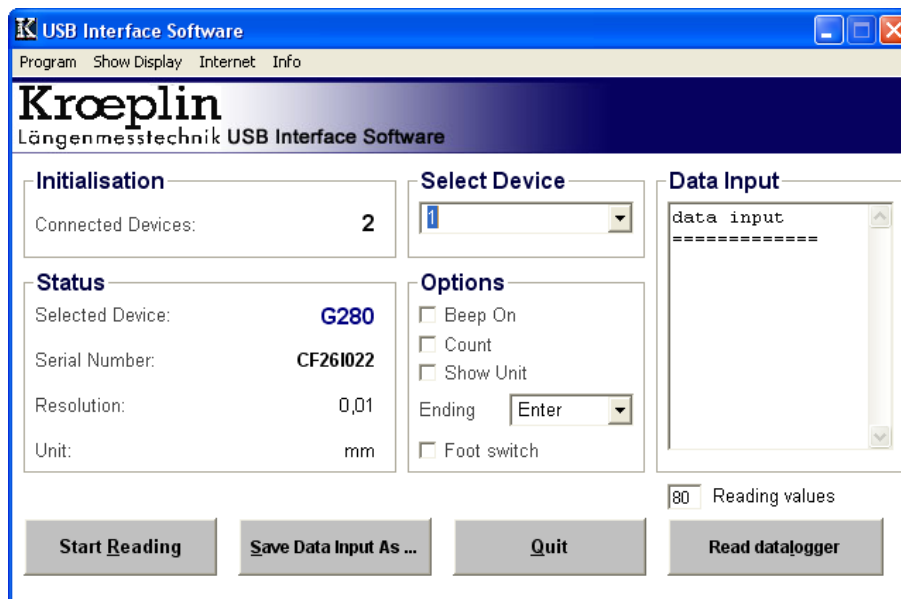 USB Interface Software
Program Show Display Internet Info
Krœplin
Längenmesstechnik USB Interface Software
Initialisation
Connected Devices: 2
Select Device
1
Data Input
data input
=============
Status
Selected Device: G280
Serial Number: CF26I022
Resolution: 0,01
Unit: mm
Options
Beep On
Count
Show Unit
Ending Enter
Foot switch
80 Reading values
Start Reading
Save Data Input As ...
Quit
Read datalogger